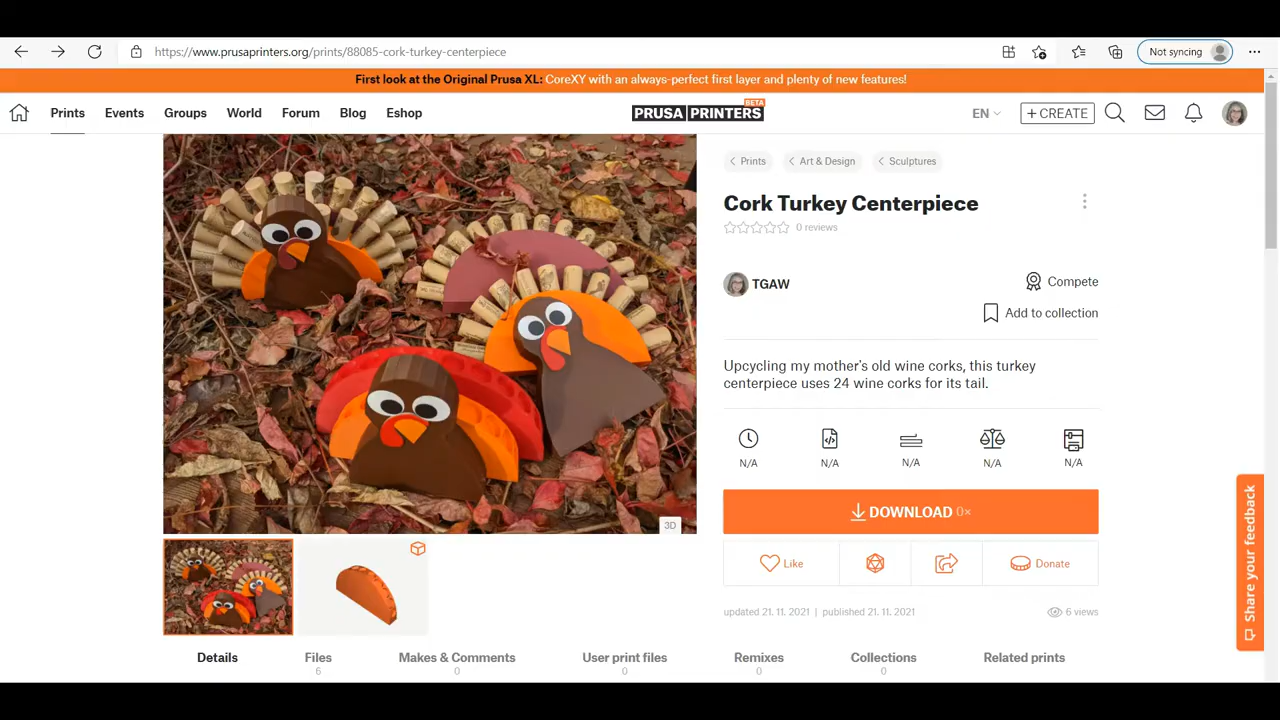 https://www.prusaprinters.org/prints/88085-cork-turkey-centerpiece
Not syncing
First look at the Original Prusa XL: CoreXY with an always-perfect first layer and plenty of new features!
Prints
Events
Groups
World
Forum
Blog
Eshop
PRUSA PRINTERS
BETA
EN
+ CREATE
Prints
Art & Design
Sculptures
Cork Turkey Centerpiece
0 reviews
TGAW
Compete
Add to collection
Upcycling my mother's old wine corks, this turkey
centerpiece uses 24 wine corks for its tail.
N/A
N/A
N/A
N/A
N/A
DOWNLOAD 0×
3D
Like
Donate
updated 21. 11. 2021 | published 21. 11. 2021
6 views
Share your feedback
Details
Files
6
Makes & Comments
0
User print files
0
Remixes
0
Collections
0
Related prints